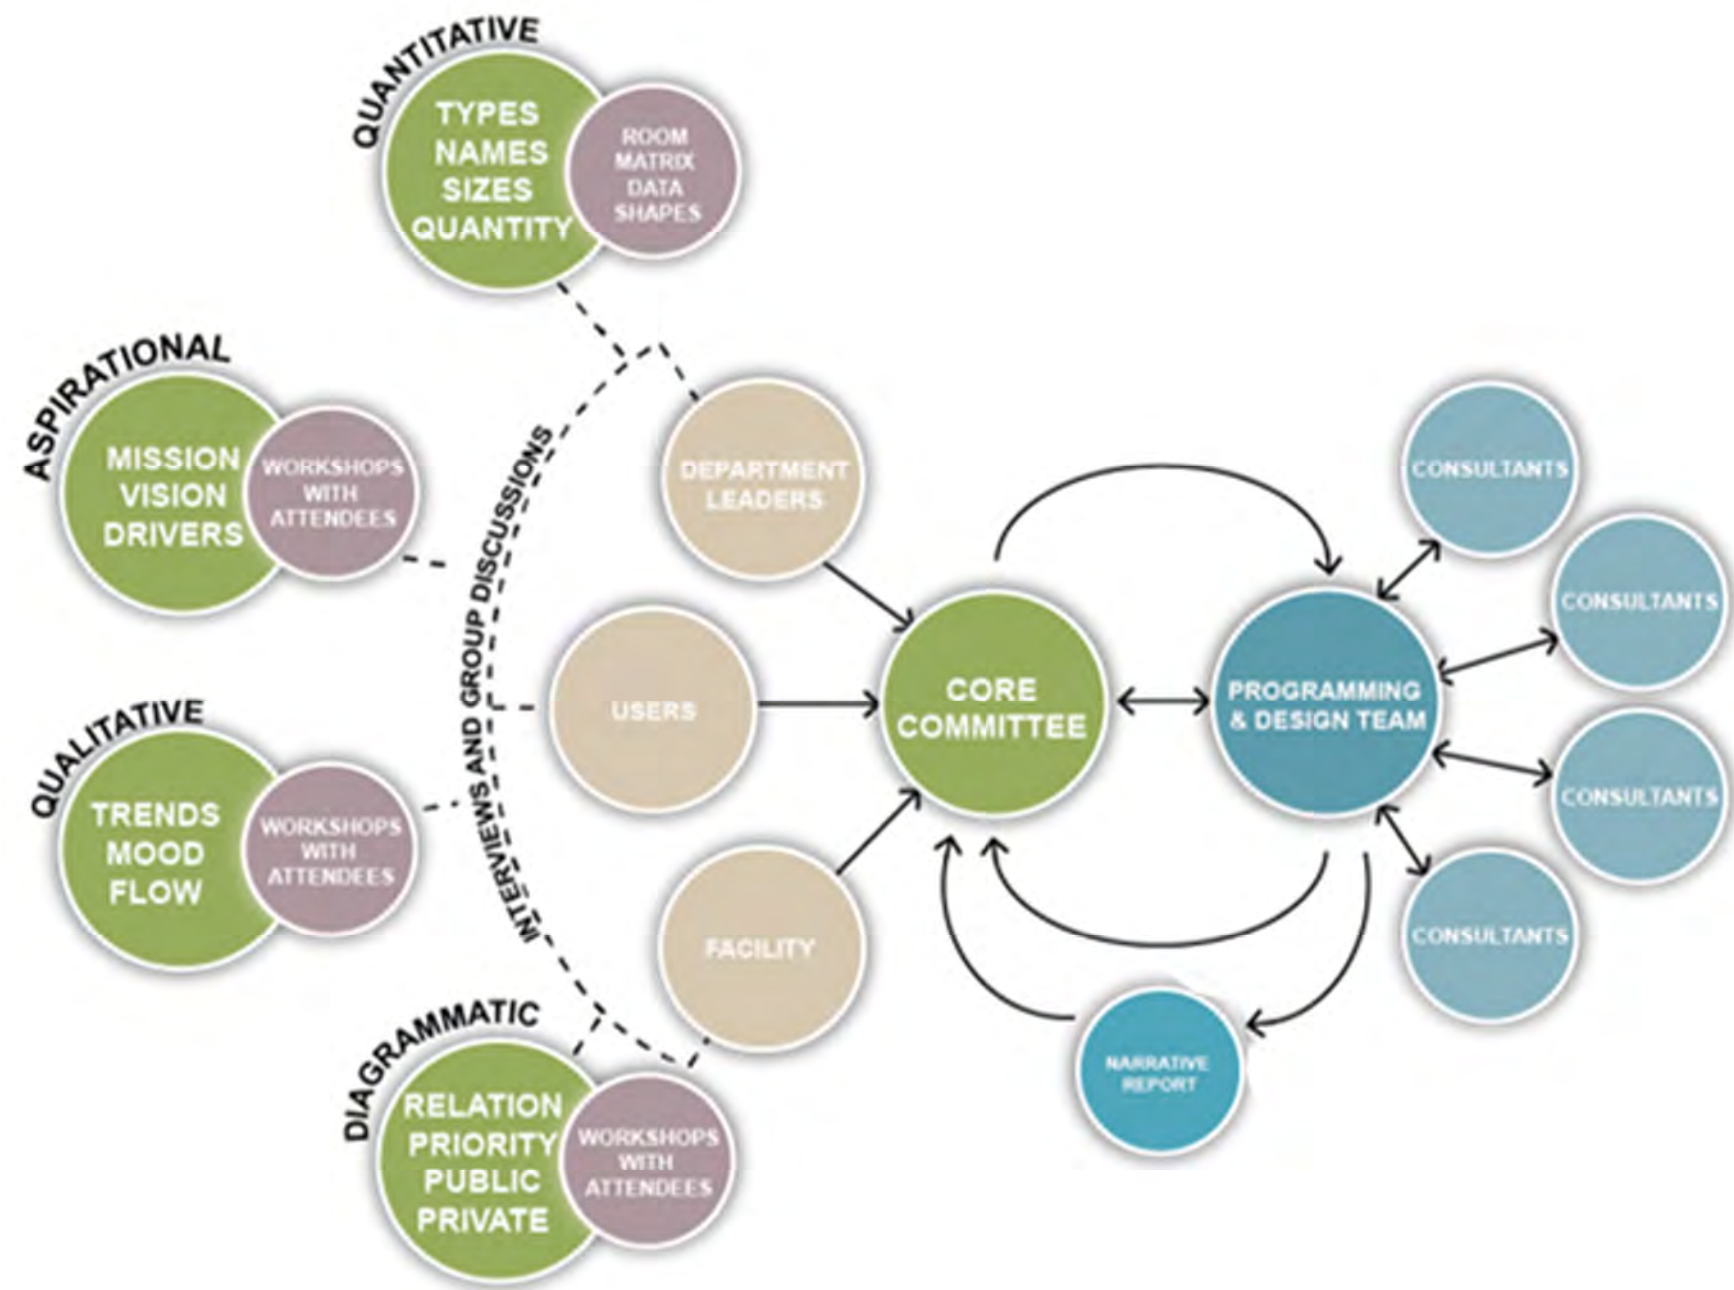 QUANTITATIVE
TYPES
NAMES
SIZES
QUANTITY
ROOM
MATRIX
DATA
SHAPES
ASPIRATIONAL
MISSION
VISION
DRIVERS
WORKSHOPS
WITH
ATTENDEES
QUALITATIVE
TRENDS
MOOD
FLOW
WORKSHOPS
WITH
ATTENDEES
DIAGRAMMATIC
RELATION
PRIORITY
PUBLIC
PRIVATE
WORKSHOPS
WITH
ATTENDEES
INTERVIEWS AND GROUP DISCUSSIONS
DEPARTMENT
LEADERS
USERS
FACILITY
CORE
COMMITTEE
PROGRAMMING
& DESIGN TEAM
NARRATIVE
REPORT
CONSULTANTS
CONSULTANTS
CONSULTANTS
CONSULTANTS